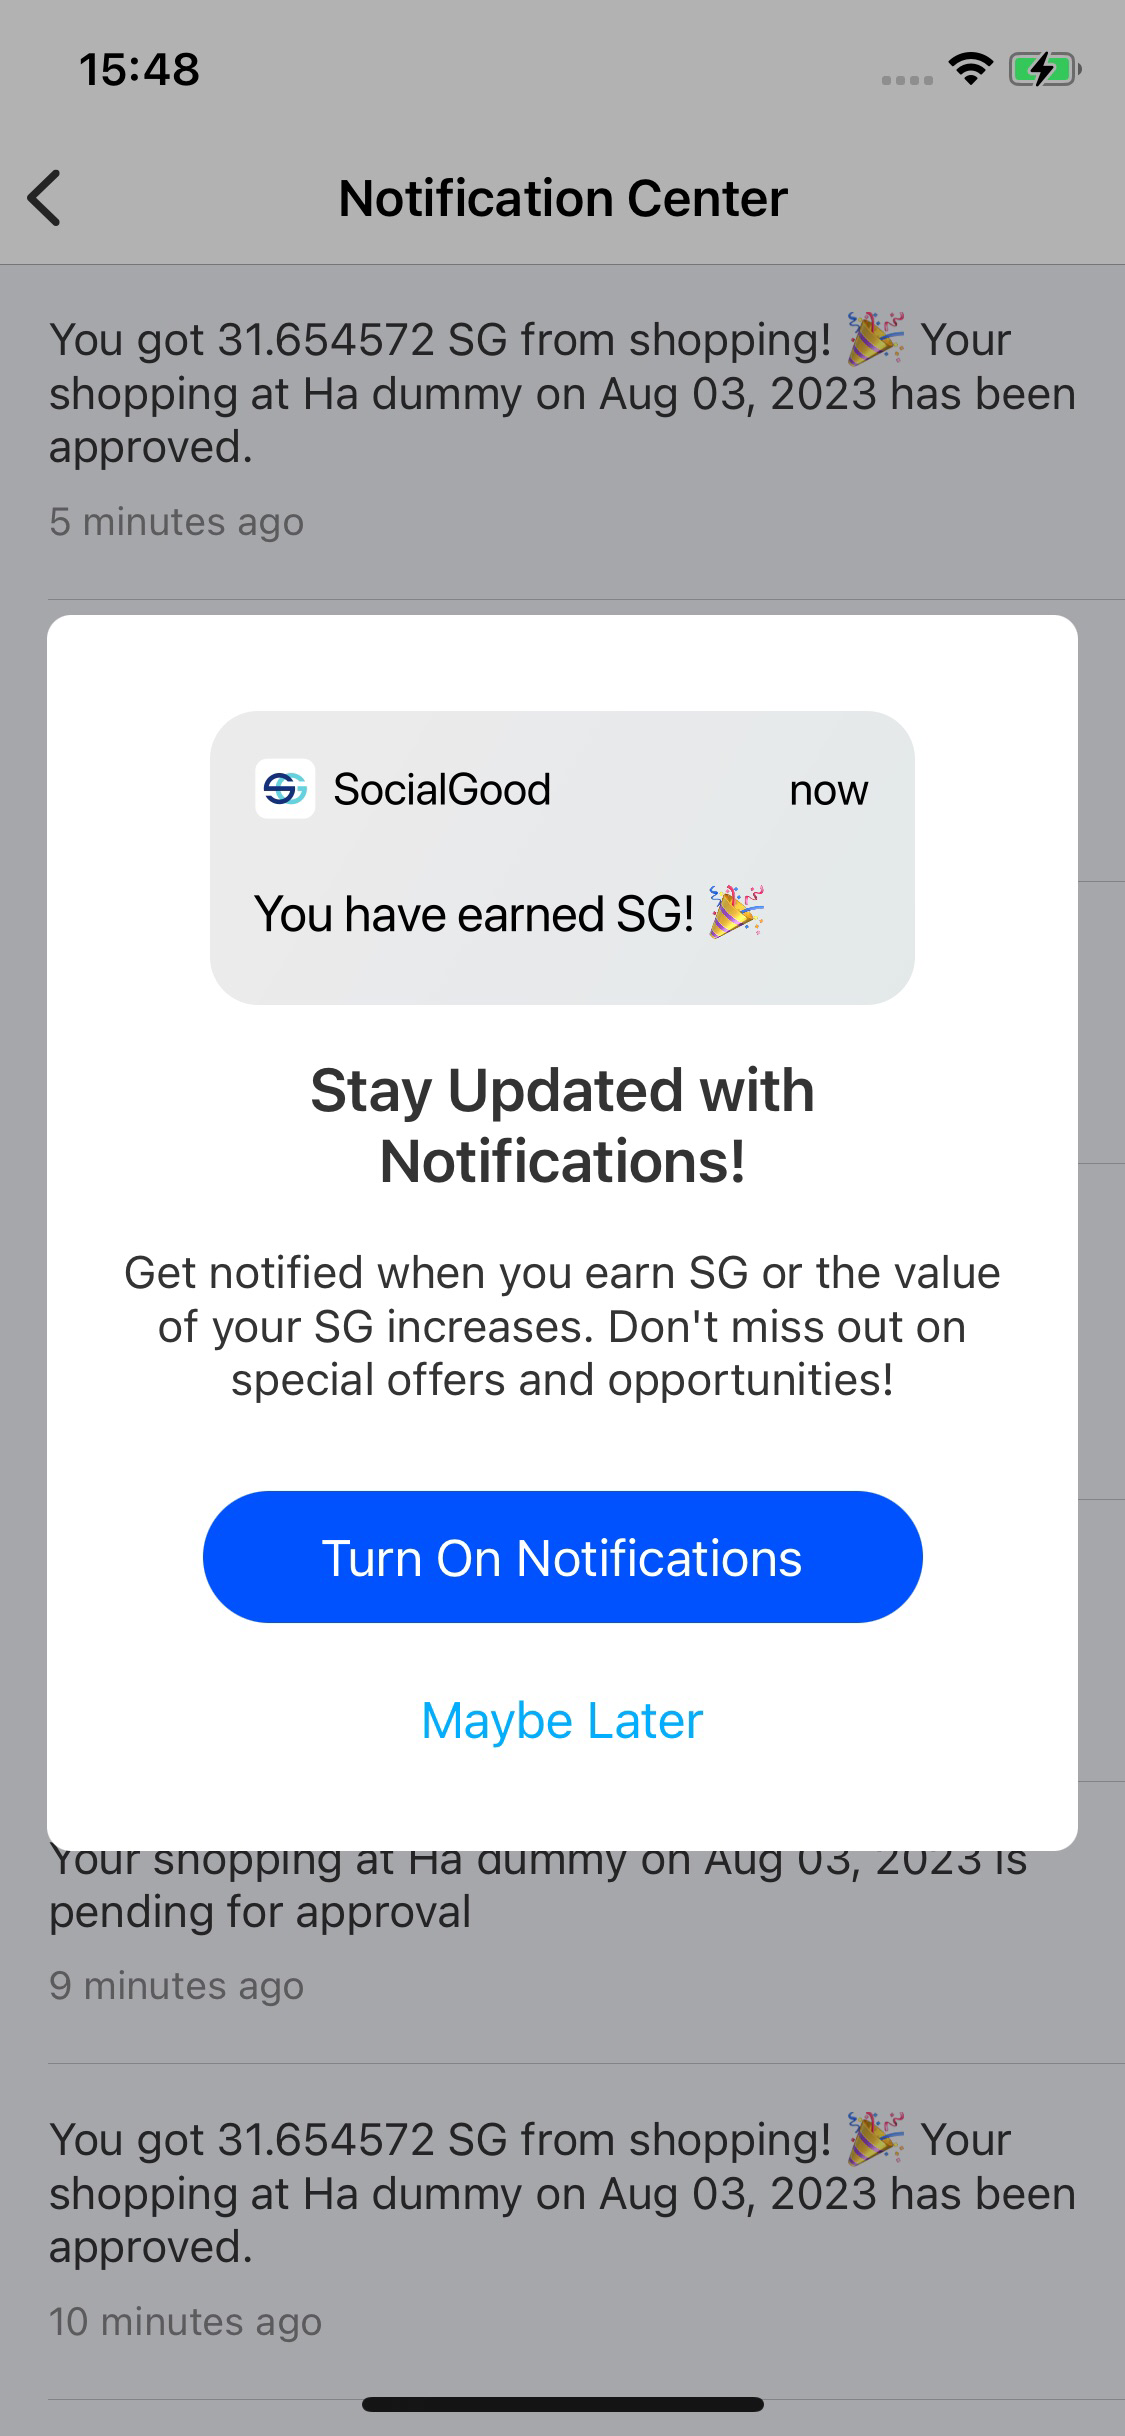 15:48
Notification Center
You got 31.654572 SG from shopping! 🎉 Your
shopping at Ha dummy on Aug 03, 2023 has been
approved.
5 minutes ago
SocialGood now
You have earned SG! 🎉
Stay Updated with
Notifications!
Get notified when you earn SG or the value
of your SG increases. Don't miss out on
special offers and opportunities!
Turn On Notifications
Maybe Later
Your shopping at Ha dummy on Aug 03, 2023 is
pending for approval
9 minutes ago
You got 31.654572 SG from shopping! 🎉 Your
shopping at Ha dummy on Aug 03, 2023 has been
approved.
10 minutes ago